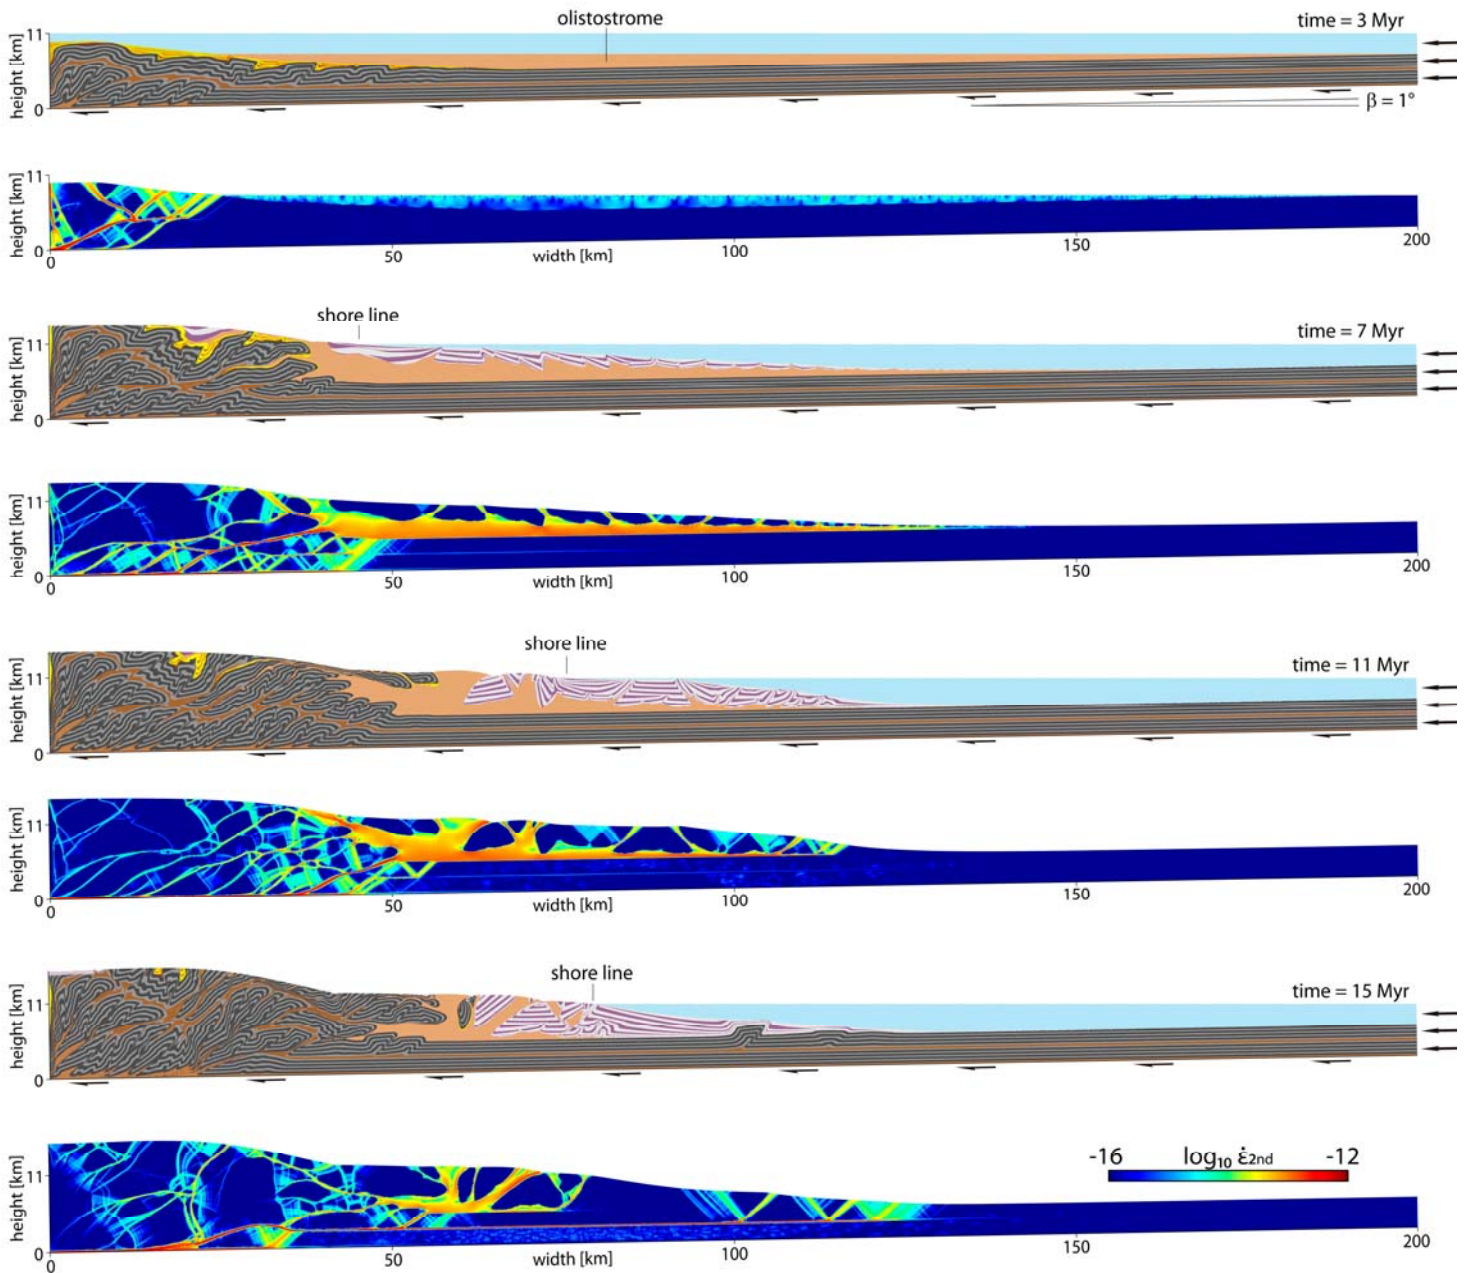 olistostrome
time = 3 Myr
11
height [km]
0
β = 1°
11
height [km]
0
0 50 width [km] 100 150 200
shore line
time = 7 Myr
11
height [km]
0
11
height [km]
0
0 50 width [km] 100 150 200
shore line
time = 11 Myr
11
height [km]
0
11
height [km]
0
0 50 width [km] 100 150 200
shore line
time = 15 Myr
11
height [km]
0
-16 log₁₀ ε̇2nd -12
11
height [km]
0
0 50 width [km] 100 150 200